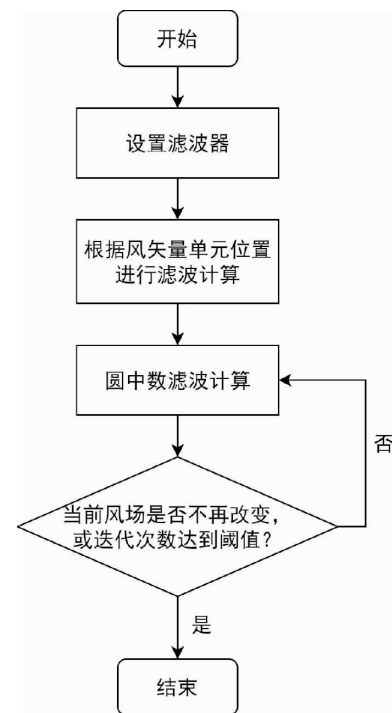 开始
设置滤波器
根据风矢量单元位置
进行滤波计算
圆中数滤波计算
否
当前风场是否不再改变，
或迭代次数达到阈值？
是
结束